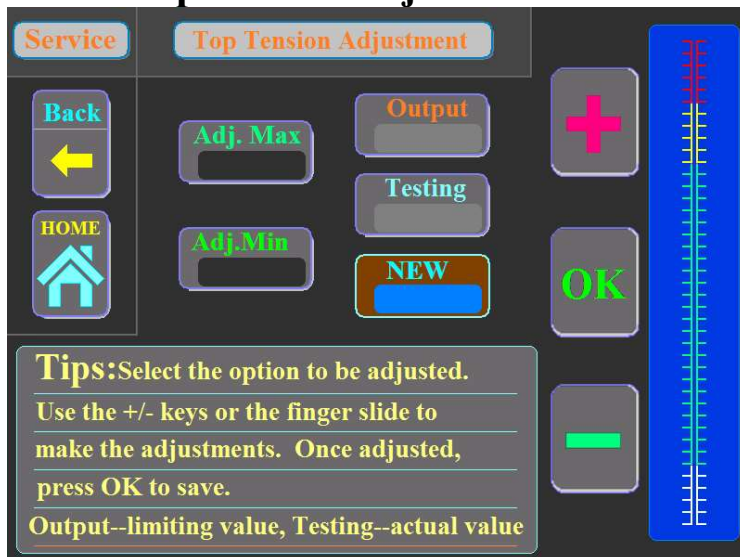 Service
Top Tension Adjustment
Back
HOME
Adj. Max
Adj.Min
Output
Testing
NEW
+
OK
Tips:Select the option to be adjusted.
Use the +/- keys or the finger slide to
make the adjustments. Once adjusted,
press OK to save.
Output--limiting value, Testing--actual value